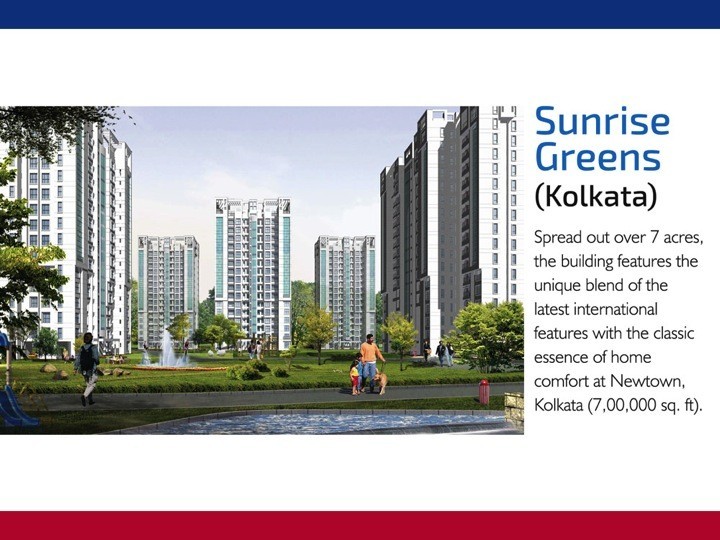 Sunrise
Greens
(Kolkata)
Spread out over 7 acres,
the building features the
unique blend of the
latest international
features with the classic
essence of home
comfort at Newtown,
Kolkata (7,00,000 sq. ft).